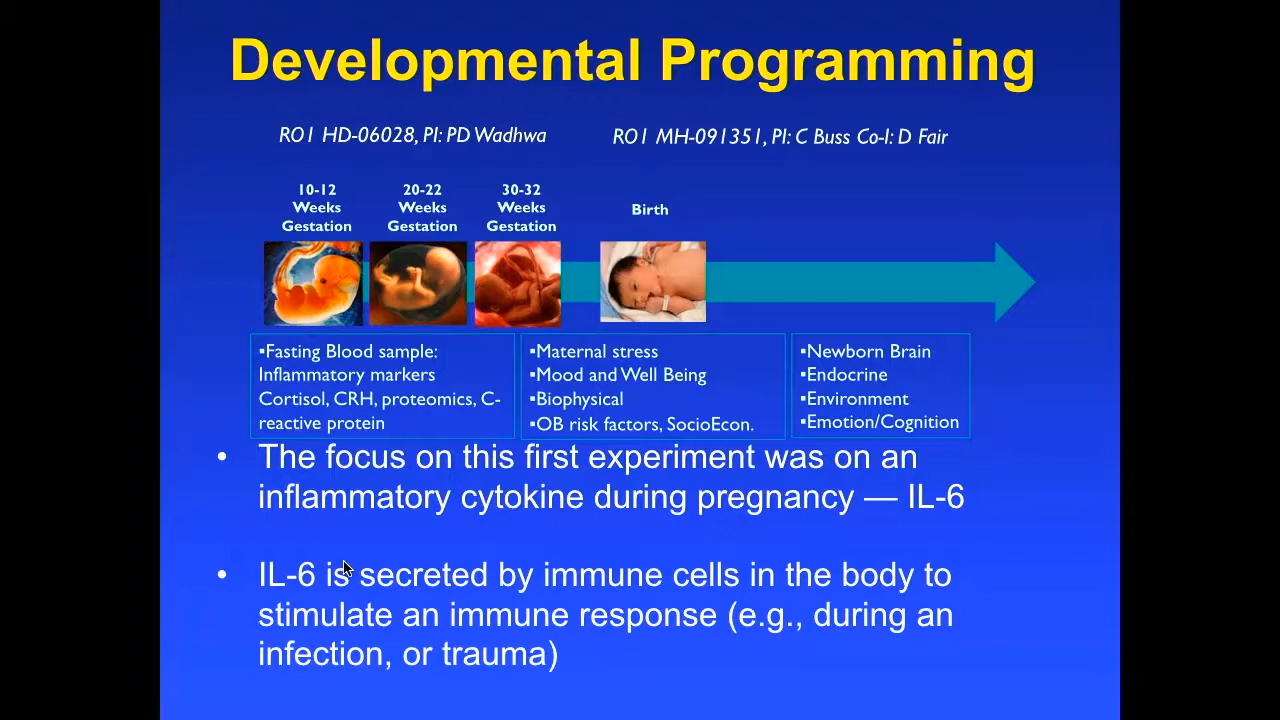 Developmental Programming
RO1 HD-06028, PI: PD Wadhwa
RO1 MH-091351, PI: C Buss Co-I: D Fair
10-12
Weeks
Gestation
20-22
Weeks
Gestation
30-32
Weeks
Gestation
Birth
▪Fasting Blood sample:
Inflammatory markers
Cortisol, CRH, proteomics, C-
reactive protein
▪Maternal stress
▪Mood and Well Being
▪Biophysical
▪OB risk factors, SocioEcon.
▪Newborn Brain
▪Endocrine
▪Environment
▪Emotion/Cognition
• The focus on this first experiment was on an
inflammatory cytokine during pregnancy — IL-6
• IL-6 is secreted by immune cells in the body to
stimulate an immune response (e.g., during an
infection, or trauma)